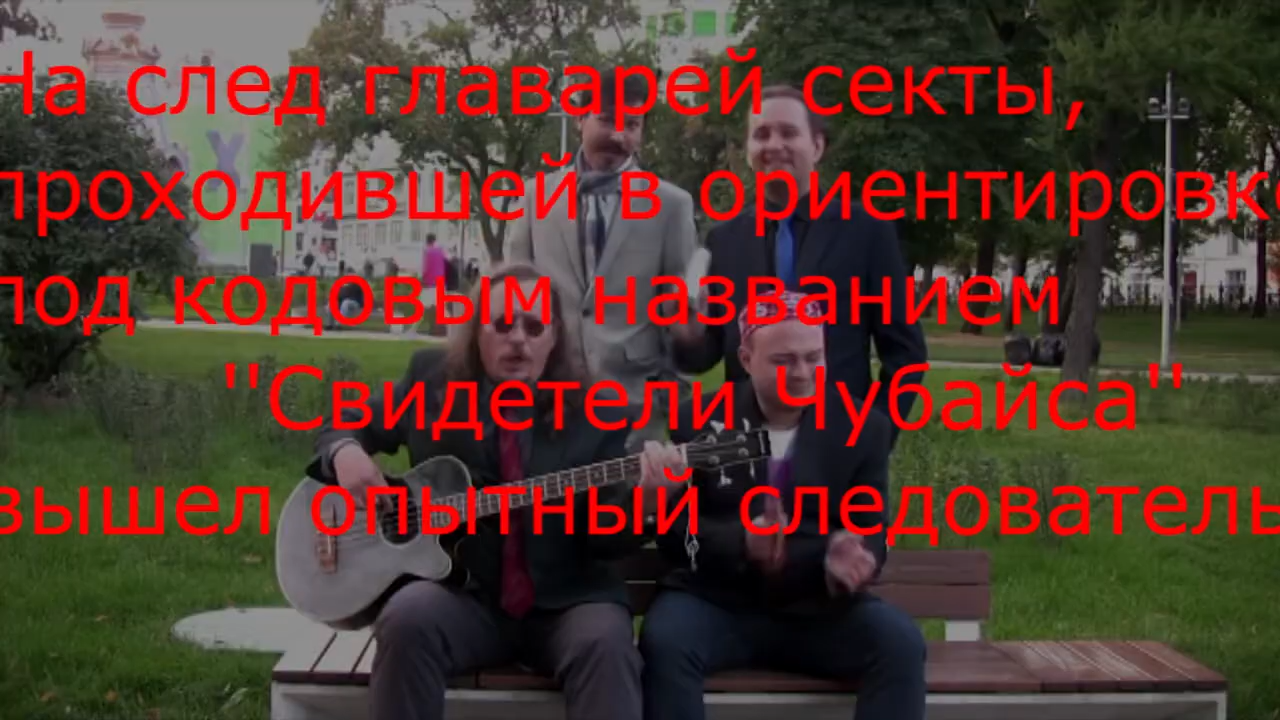 На след главарей секты,
проходившей в ориентировке
под кодовым названием
"Свидетели Чубайса"
вышел опытный следователь